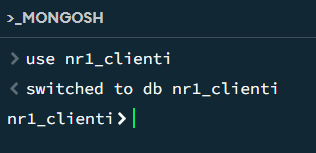 >_MONGOSH
> use nr1_clienti
< switched to db nr1_clienti
nr1_clienti>